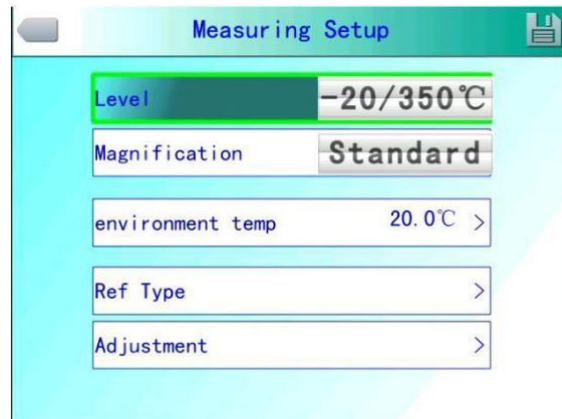 Measuring Setup
Level -20/350℃
Magnification Standard
environment temp 20.0℃ >
Ref Type >
Adjustment >